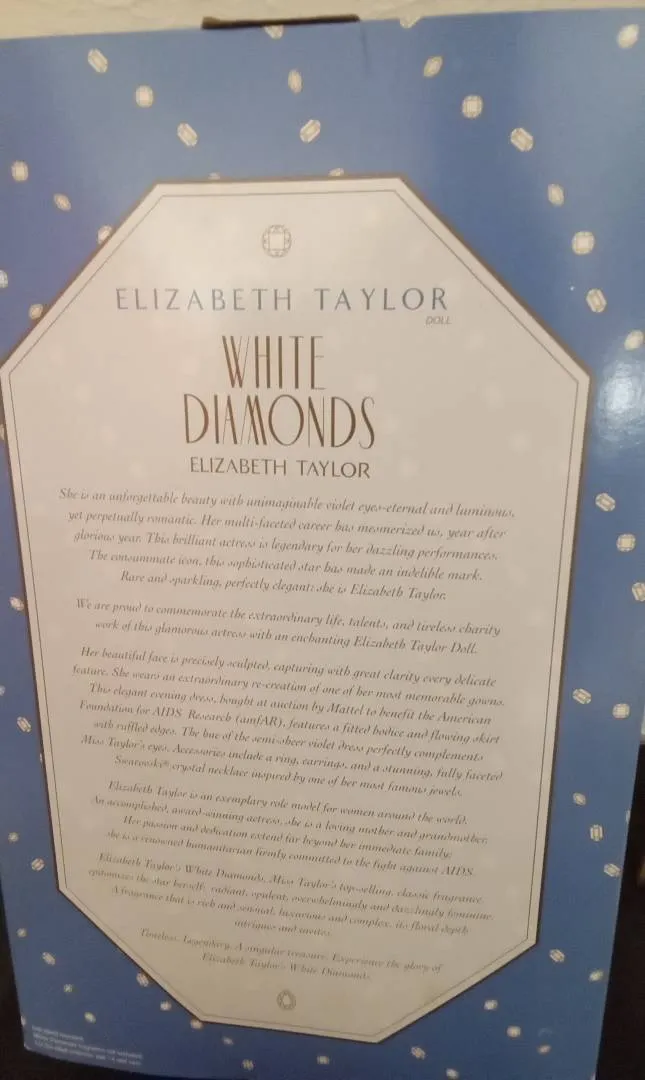 ELIZABETH TAYLOR
DOLL
WHITE
DIAMONDS
ELIZABETH TAYLOR
She is an unforgettable beauty with unimaginable violet eyes-eternal and luminous,
yet perpetually romantic. Her multi-faceted career has mesmerized us, year after
glorious year. This brilliant actress is legendary for her dazzling performances.
The consummate icon, this sophisticated star has made an indelible mark.
Rare and sparkling, perfectly elegant: she is Elizabeth Taylor.
We are proud to commemorate the extraordinary life, talents, and tireless charity
work of this glamorous actress with an enchanting Elizabeth Taylor Doll.
Her beautiful face is precisely sculpted, capturing with great clarity every delicate
feature. She wears an extraordinary re-creation of one of her most memorable gowns.
This elegant evening dress, bought at auction by Mattel to benefit the American
Foundation for AIDS Research (amfAR), features a fitted bodice and flowing skirt
with ruffled edges. The hue of the semi-sheer violet dress perfectly complements
Miss Taylor's eyes. Accessories include a ring, earrings, and a stunning, fully faceted
Swarovski® crystal necklace inspired by one of her most famous jewels.
Elizabeth Taylor is an exemplary role model for women around the world.
An accomplished, award-winning actress, she is a loving mother and grandmother.
Her passion and dedication extend far beyond her immediate family;
she is a renowned humanitarian firmly committed to the fight against AIDS.
Elizabeth Taylor's White Diamonds, Miss Taylor's top-selling, classic fragrance,
epitomizes the star herself: radiant, opulent, overwhelmingly and dazzlingly feminine.
A fragrance that is rich and sensual, luxurious and complex, its floral depth
intrigues and invites.
Timeless. Legendary. A singular treasure. Experience the glory of
Elizabeth Taylor's White Diamonds.